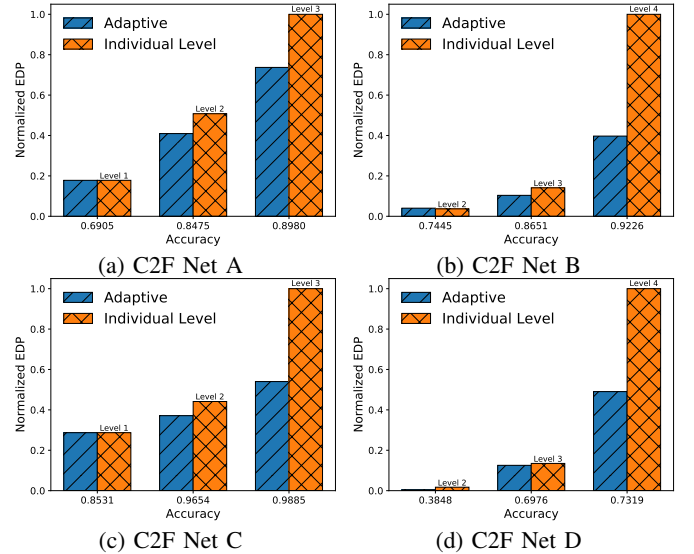 Normalized EDP
1.0
0.8
0.6
0.4
0.2
0.0
Adaptive
Individual Level
Level 1
Level 2
Level 3
0.6905 0.8475 0.8980
Accuracy
(a) C2F Net A
Normalized EDP
1.0
0.8
0.6
0.4
0.2
0.0
Adaptive
Individual Level
Level 2
Level 3
Level 4
0.7445 0.8651 0.9226
Accuracy
(b) C2F Net B
Normalized EDP
1.0
0.8
0.6
0.4
0.2
0.0
Adaptive
Individual Level
Level 1
Level 2
Level 3
0.8531 0.9654 0.9885
Accuracy
(c) C2F Net C
Normalized EDP
1.0
0.8
0.6
0.4
0.2
0.0
Adaptive
Individual Level
Level 2
Level 3
Level 4
0.3848 0.6976 0.7319
Accuracy
(d) C2F Net D